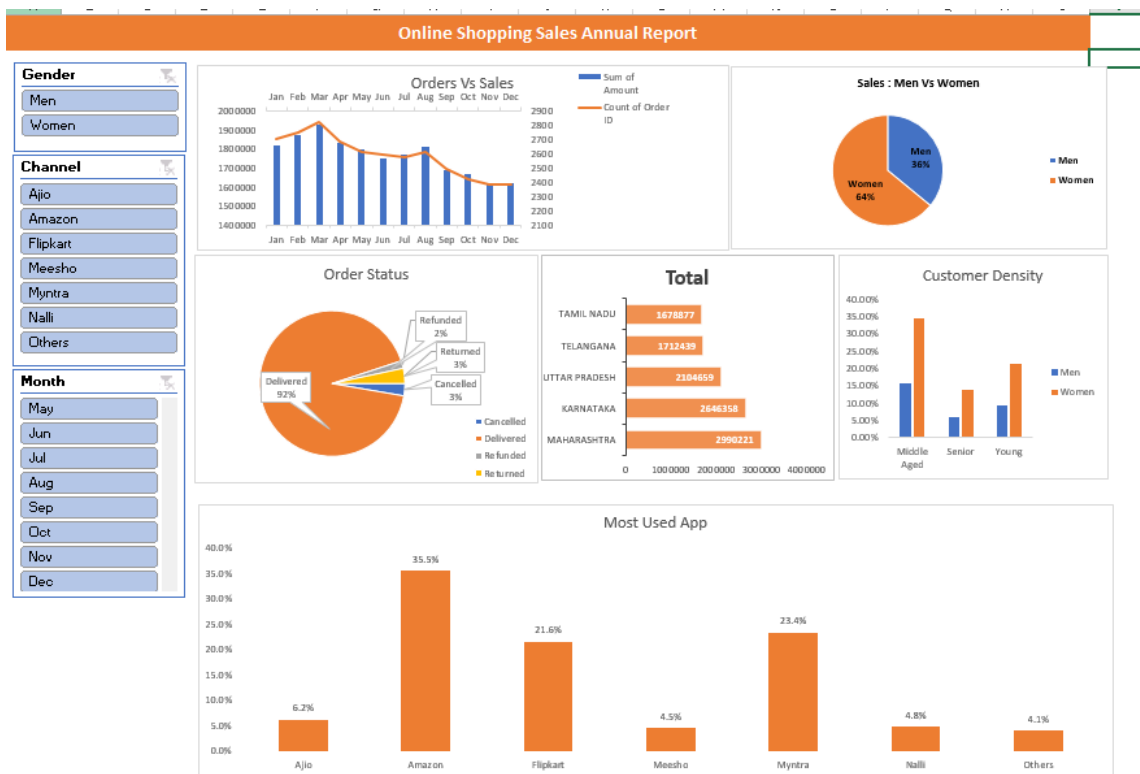 Online Shopping Sales Annual Report
Gender
Men
Women
Channel
Ajio
Amazon
Flipkart
Meesho
Myntra
Nalli
Others
Month
May
Jun
Jul
Aug
Sep
Oct
Nov
Dec
Orders Vs Sales
Jan Feb Mar Apr May Jun Jul Aug Sep Oct Nov Dec
2000000
1900000
1800000
1700000
1600000
1500000
1400000
2900
2800
2700
2600
2500
2400
2300
2200
2100
Jan Feb Mar Apr May Jun Jul Aug Sep Oct Nov Dec
Sum of
Amount
Count of Order
ID
Sales : Men Vs Women
Men
36%
Women
64%
Men
Women
Order Status
Refunded
2%
Returned
3%
Cancelled
3%
Delivered
92%
Cancelled
Delivered
Refunded
Returned
Total
TAMIL NADU 1678877
TELANGANA 1712439
UTTAR PRADESH 2104659
KARNATAKA 2646358
MAHARASHTRA 2990221
0 1000000 2000000 3000000 4000000
Customer Density
40.00%
35.00%
30.00%
25.00%
20.00%
15.00%
10.00%
5.00%
0.00%
Middle
Aged
Senior
Young
Men
Women
Most Used App
40.0%
35.0%
30.0%
25.0%
20.0%
15.0%
10.0%
5.0%
0.0%
6.2%
35.5%
21.6%
4.5%
23.4%
4.8%
4.1%
Ajio Amazon Flipkart Meesho Myntra Nalli Others